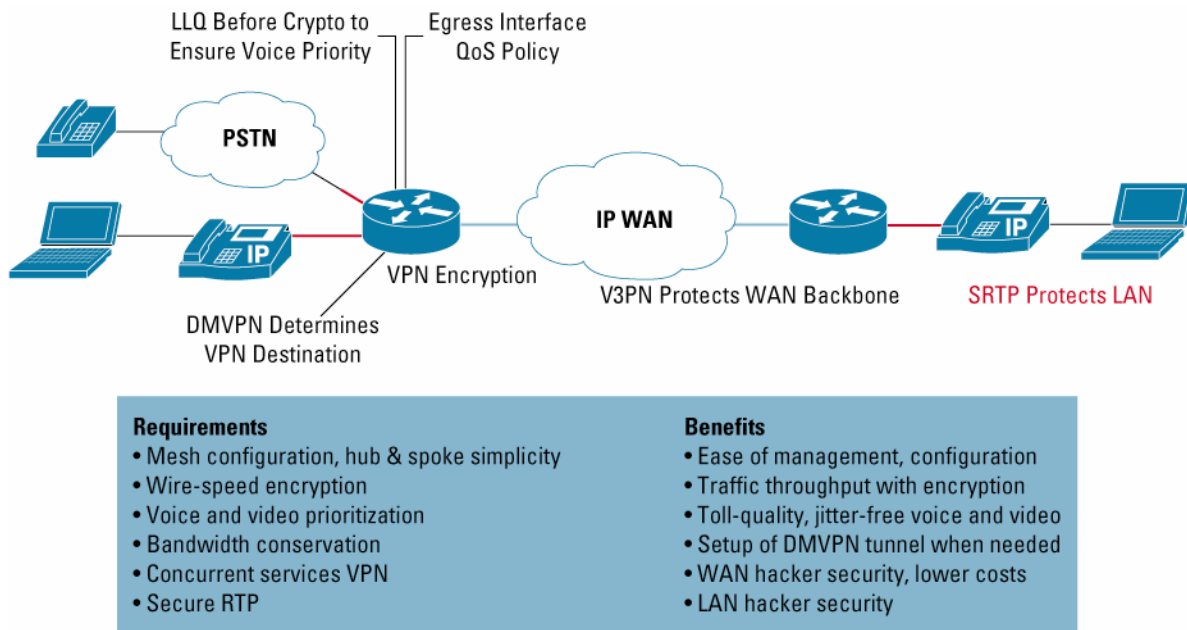 LLQ Before Crypto to
Ensure Voice Priority
Egress Interface
QoS Policy
PSTN
IP
VPN Encryption
DMVPN Determines
VPN Destination
IP WAN
V3PN Protects WAN Backbone
IP
SRTP Protects LAN
Requirements
• Mesh configuration, hub & spoke simplicity
• Wire-speed encryption
• Voice and video prioritization
• Bandwidth conservation
• Concurrent services VPN
• Secure RTP
Benefits
• Ease of management, configuration
• Traffic throughput with encryption
• Toll-quality, jitter-free voice and video
• Setup of DMVPN tunnel when needed
• WAN hacker security, lower costs
• LAN hacker security